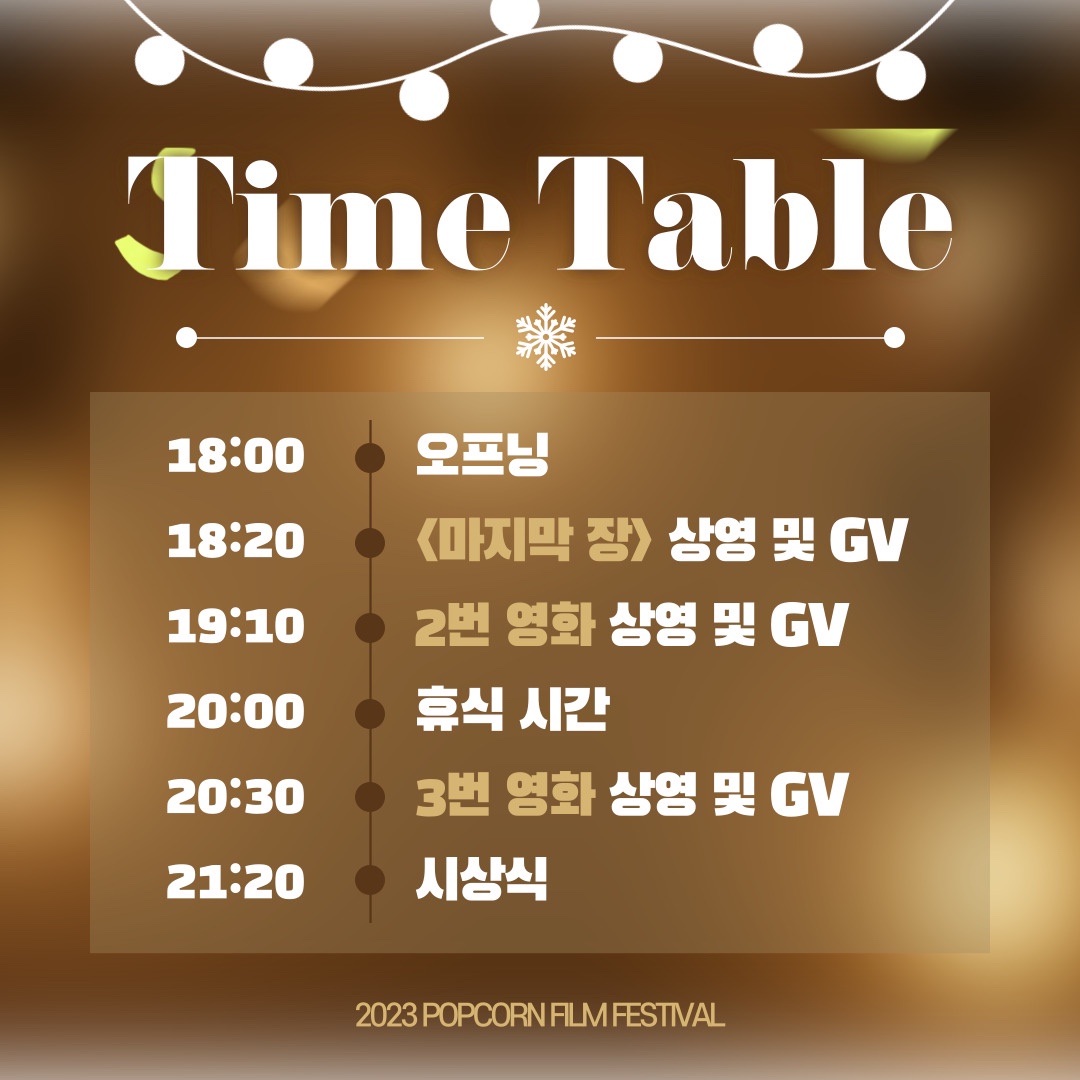 Time Table
18:00 오프닝
18:20 <마지막 장> 상영 및 GV
19:10 2번 영화 상영 및 GV
20:00 휴식 시간
20:30 3번 영화 상영 및 GV
21:20 시상식
2023 POPCORN FILM FESTIVAL